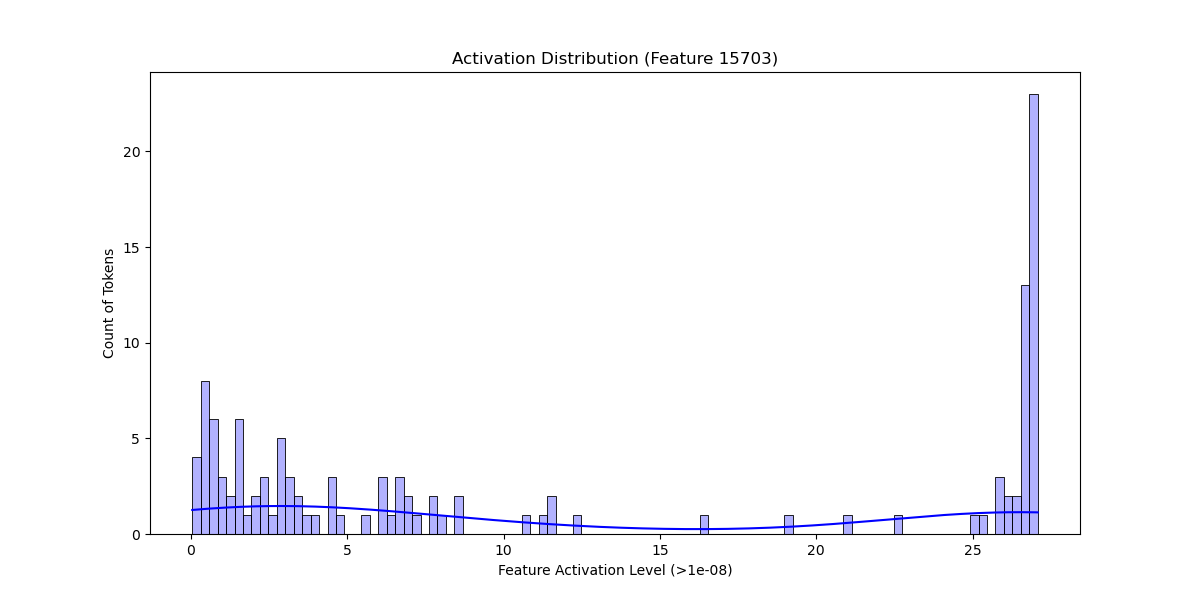 Activation Distribution (Feature 15703)
Count of Tokens
20
15
10
5
0
0 5 10 15 20 25
Feature Activation Level (>1e-08)